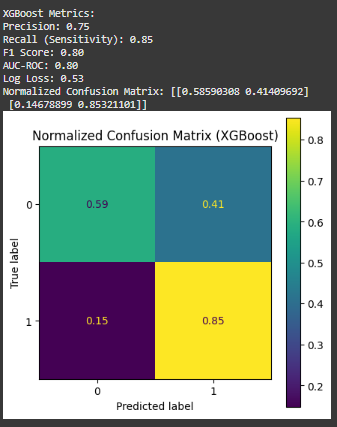 XGBoost Metrics:
Precision: 0.75
Recall (Sensitivity): 0.85
F1 Score: 0.80
AUC-ROC: 0.80
Log Loss: 0.53
Normalized Confusion Matrix: [[0.58590308 0.41409692]
[0.14678899 0.85321101]]
Normalized Confusion Matrix (XGBoost)
0.8
0.7
0.6
0.5
0.4
0.3
0.2
True label
0
0.59 0.41
1
0.15 0.85
0 1
Predicted label